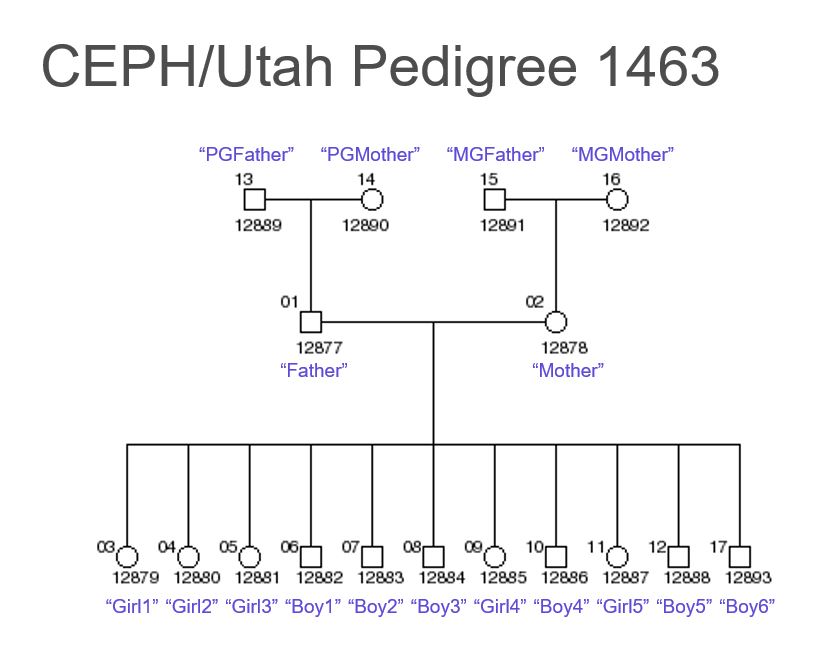 CEPH/Utah Pedigree 1463
“PGFather” “PGMother” “MGFather” “MGMother”
13 14 15 16
12889 12890 12891 12892
01 02
12877 12878
“Father” “Mother”
03 04 05 06 07 08 09 10 11 12 17
12879 12880 12881 12882 12883 12884 12885 12886 12887 12888 12893
“Girl1” “Girl2” “Girl3” “Boy1” “Boy2” “Boy3” “Girl4” “Boy4” “Girl5” “Boy5” “Boy6”